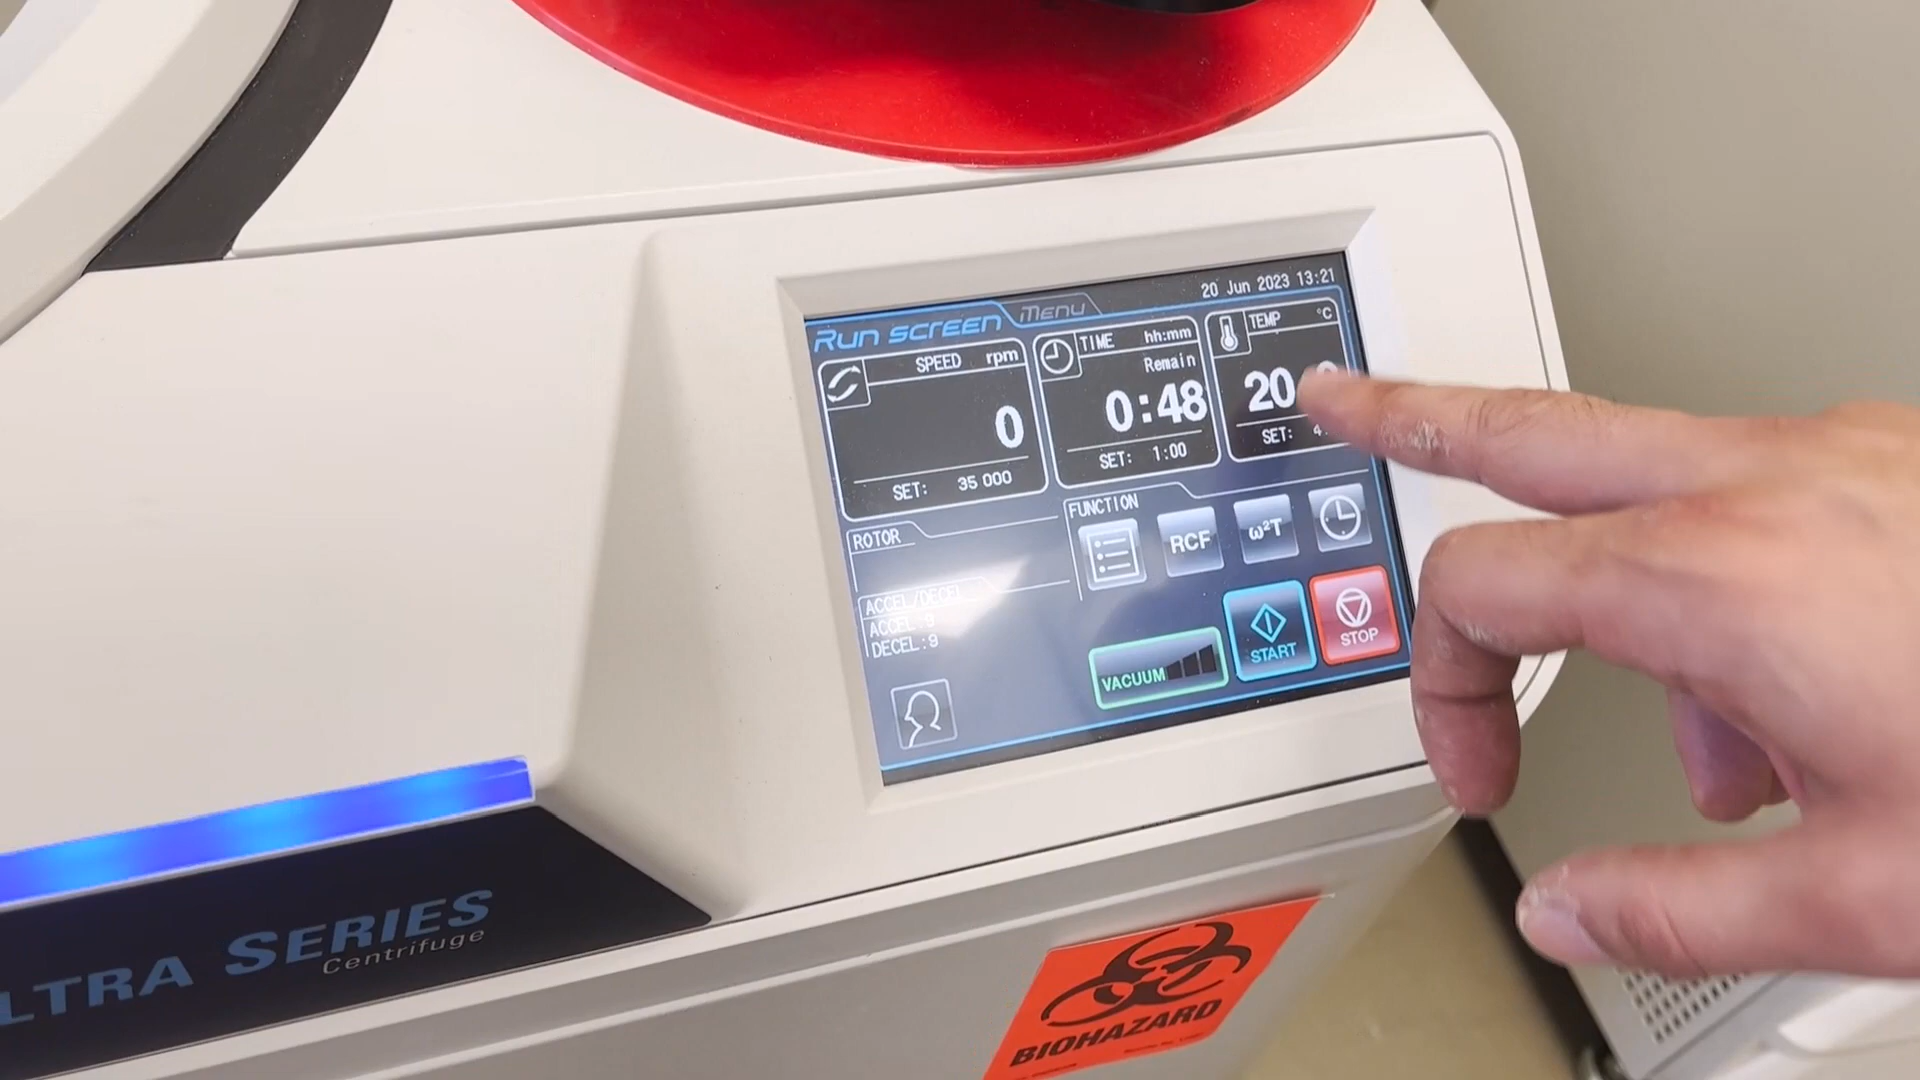 20 Jun 2023 13:21
Run screen Menu
SPEED rpm
0
SET: 35 000
TIME hh:mm
Remain
0:48
SET: 1:00
TEMP °C
20
SET: 4
ROTOR
ACCEL/DECEL
ACCEL:9
DECEL:9
FUNCTION
RCF
ω²T
VACUUM
START
STOP
LTRA SERIES
Centrifuge
BIOHAZARD